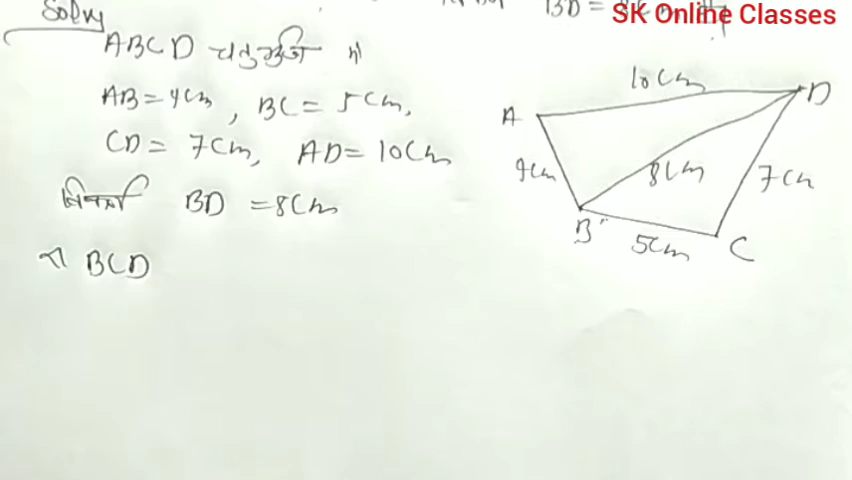 BD =
SK Online Classes
Solⁿ
ABCD चतुर्भुज में
AB = 4cm, BC = 5cm,
CD = 7cm, AD = 10cm
विकर्ण BD = 8cm
BCD
10cm
A
D
4cm
8cm
7cm
B
5cm
C